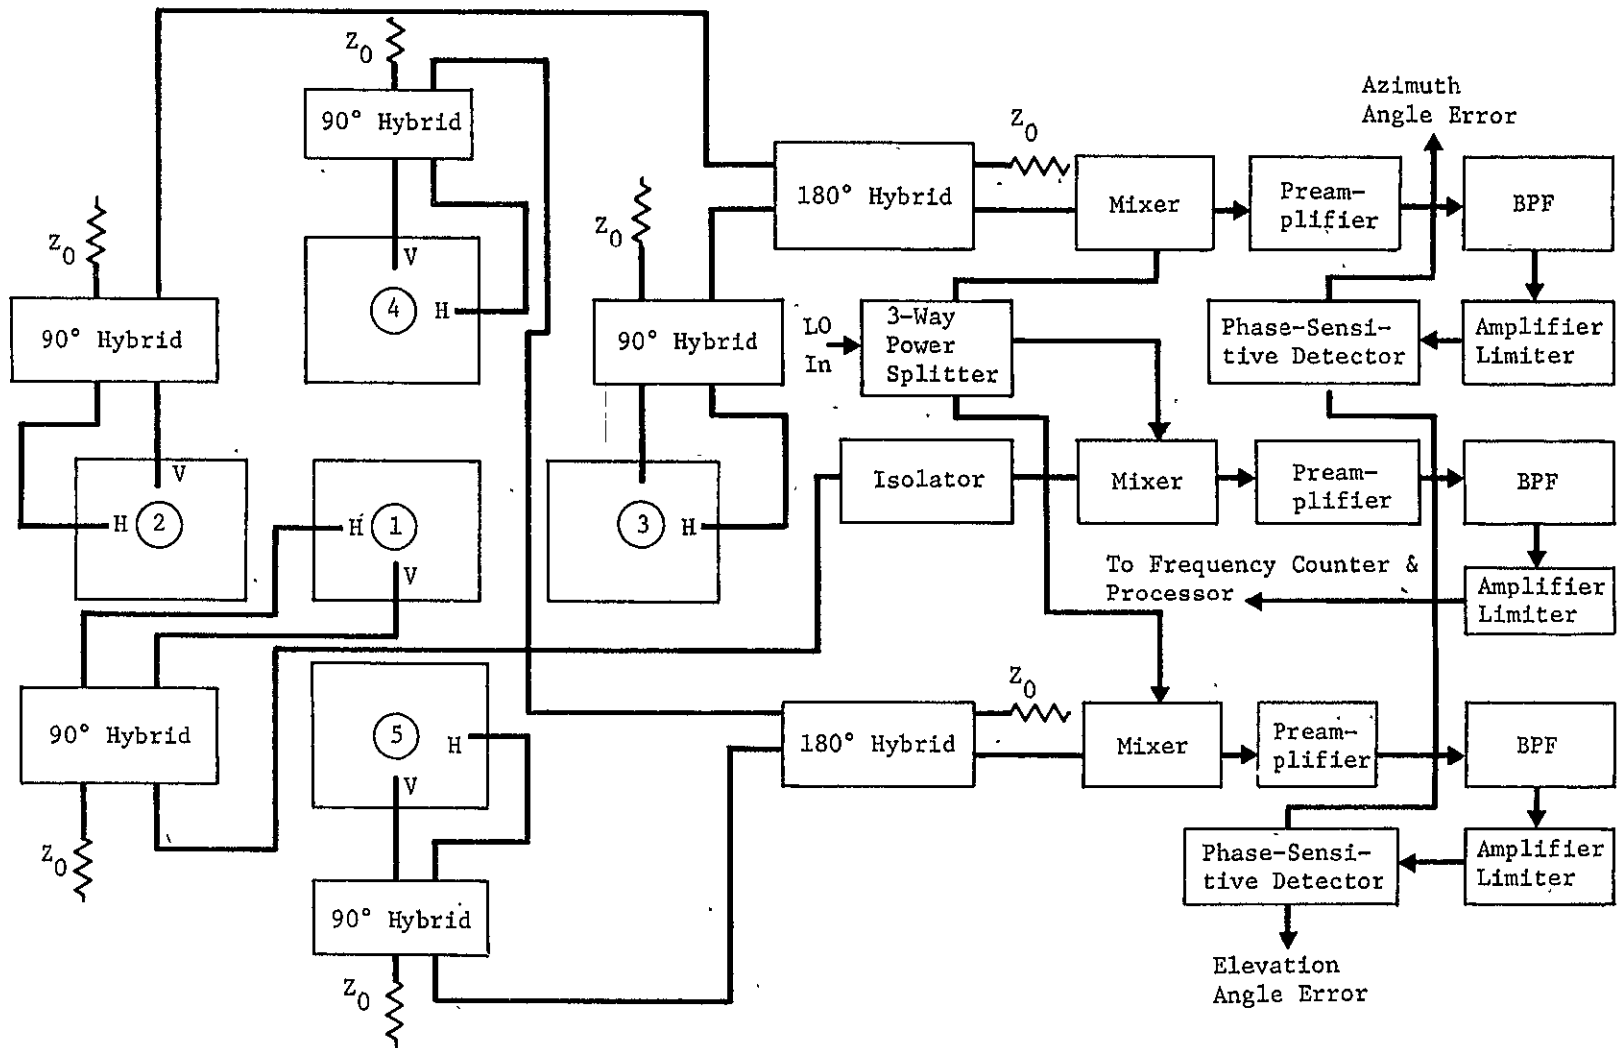 Z0
90° Hybrid
Z0
90° Hybrid
V
4
H
Z0
90° Hybrid
V
H
2
H
1
V
3
H
90° Hybrid
Z0
5
H
V
90° Hybrid
Z0
180° Hybrid
Z0
Mixer
Pream-
plifier
BPF
Azimuth
Angle Error
LO
In
3-Way
Power
Splitter
Phase-Sensi-
tive Detector
Amplifier
Limiter
Isolator
Mixer
Pream-
plifier
BPF
To Frequency Counter &
Processor
Amplifier
Limiter
180° Hybrid
Z0
Mixer
Pream-
plifier
BPF
Phase-Sensi-
tive Detector
Amplifier
Limiter
Elevation
Angle Error